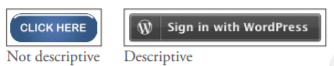 CLICK HERE
Sign in with WordPress
Not descriptive
Descriptive